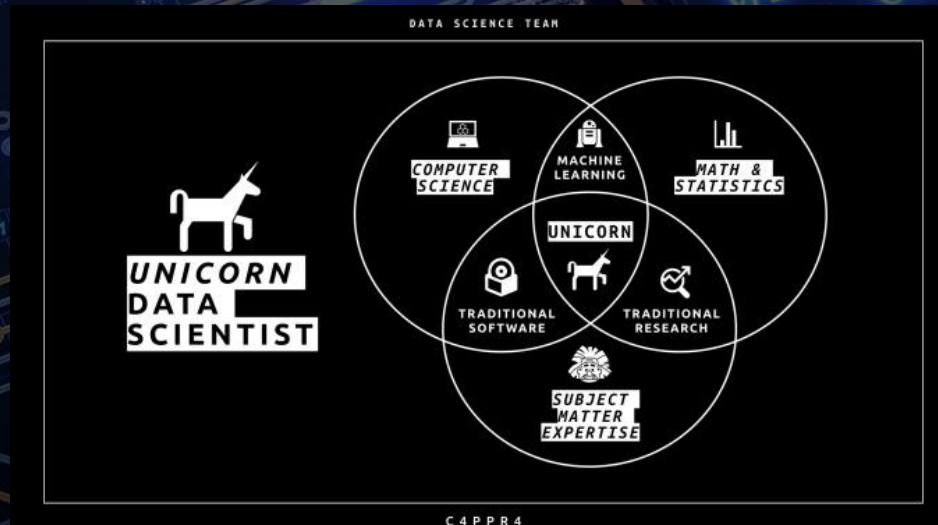 DATA SCIENCE TEAM
UNICORN
DATA
SCIENTIST
COMPUTER
SCIENCE
MACHINE
LEARNING
MATH &
STATISTICS
UNICORN
TRADITIONAL
SOFTWARE
TRADITIONAL
RESEARCH
SUBJECT
MATTER
EXPERTISE
C4PPR4